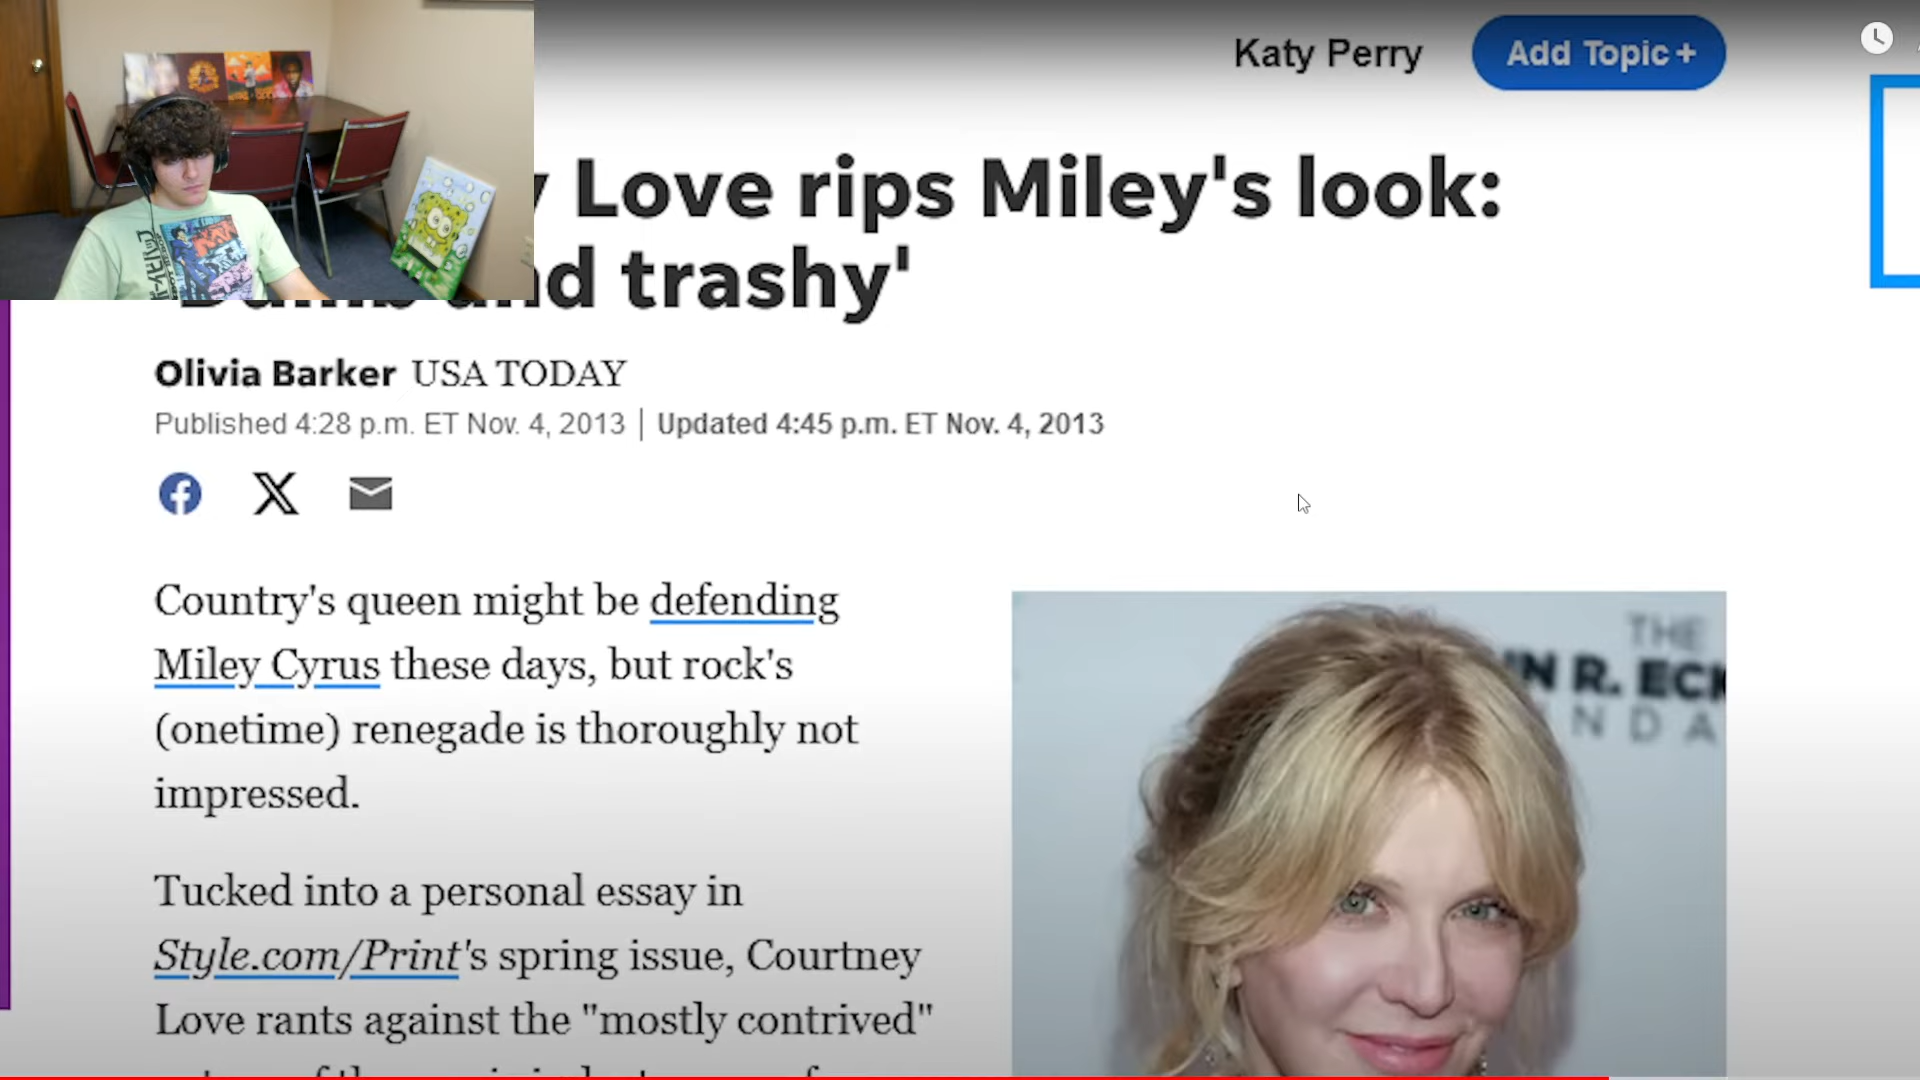 Katy Perry
Add Topic +
Love rips Miley's look:
trashy'
Olivia Barker USA TODAY
Published 4:28 p.m. ET Nov. 4, 2013 | Updated 4:45 p.m. ET Nov. 4, 2013
Country's queen might be defending
Miley Cyrus these days, but rock's
(onetime) renegade is thoroughly not
impressed.
THE
N R. ECK
NDA
Tucked into a personal essay in
Style.com/Print's spring issue, Courtney
Love rants against the "mostly contrived"